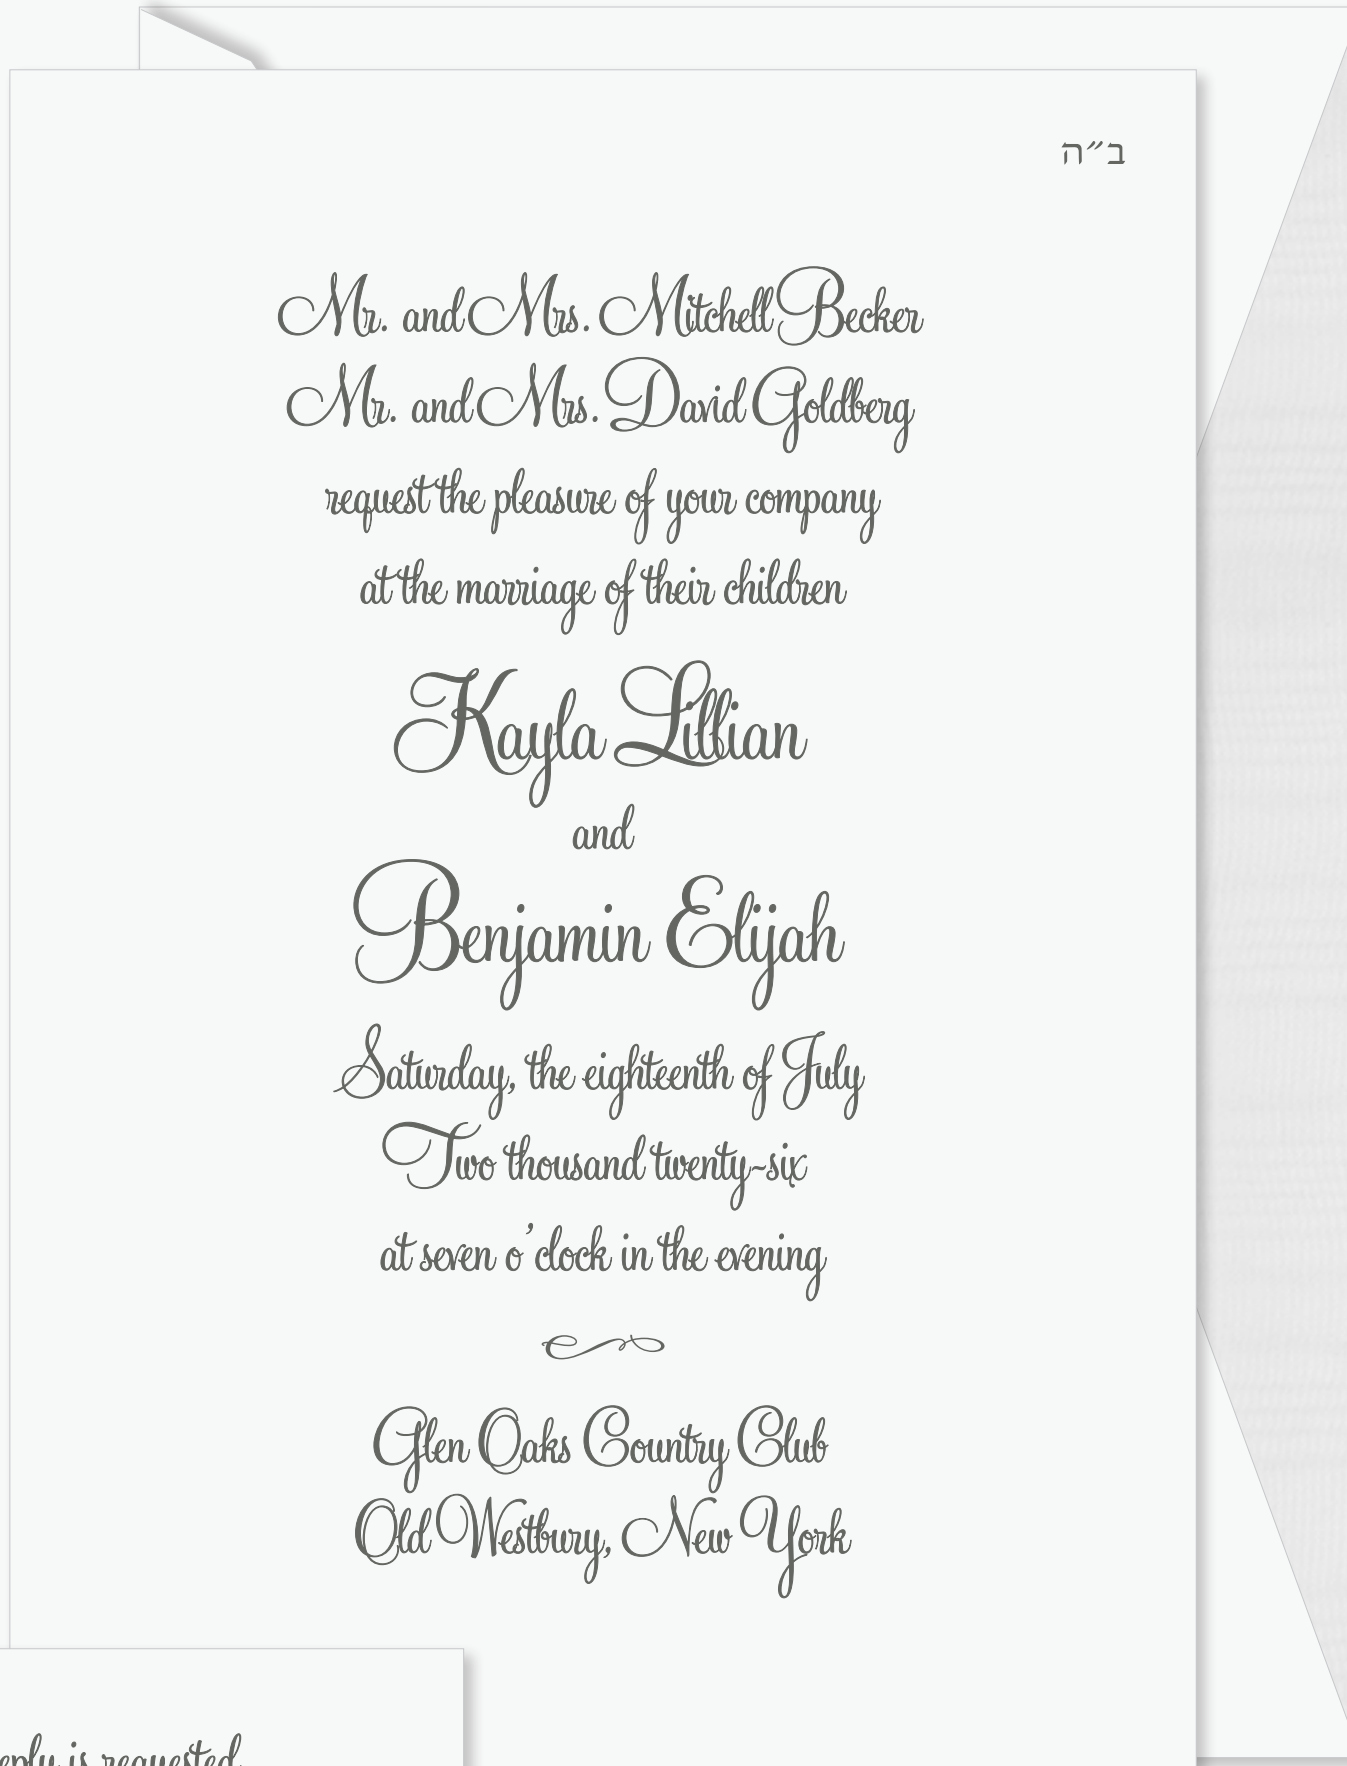 ב״ה
Mr. and Mrs. Mitchell Becker
Mr. and Mrs. David Goldberg
request the pleasure of your company
at the marriage of their children
Kayla Lillian
and
Benjamin Elijah
Saturday, the eighteenth of July
Two thousand twenty~six
at seven o'clock in the evening
Glen Oaks Country Club
Old Westbury, New York
is requested